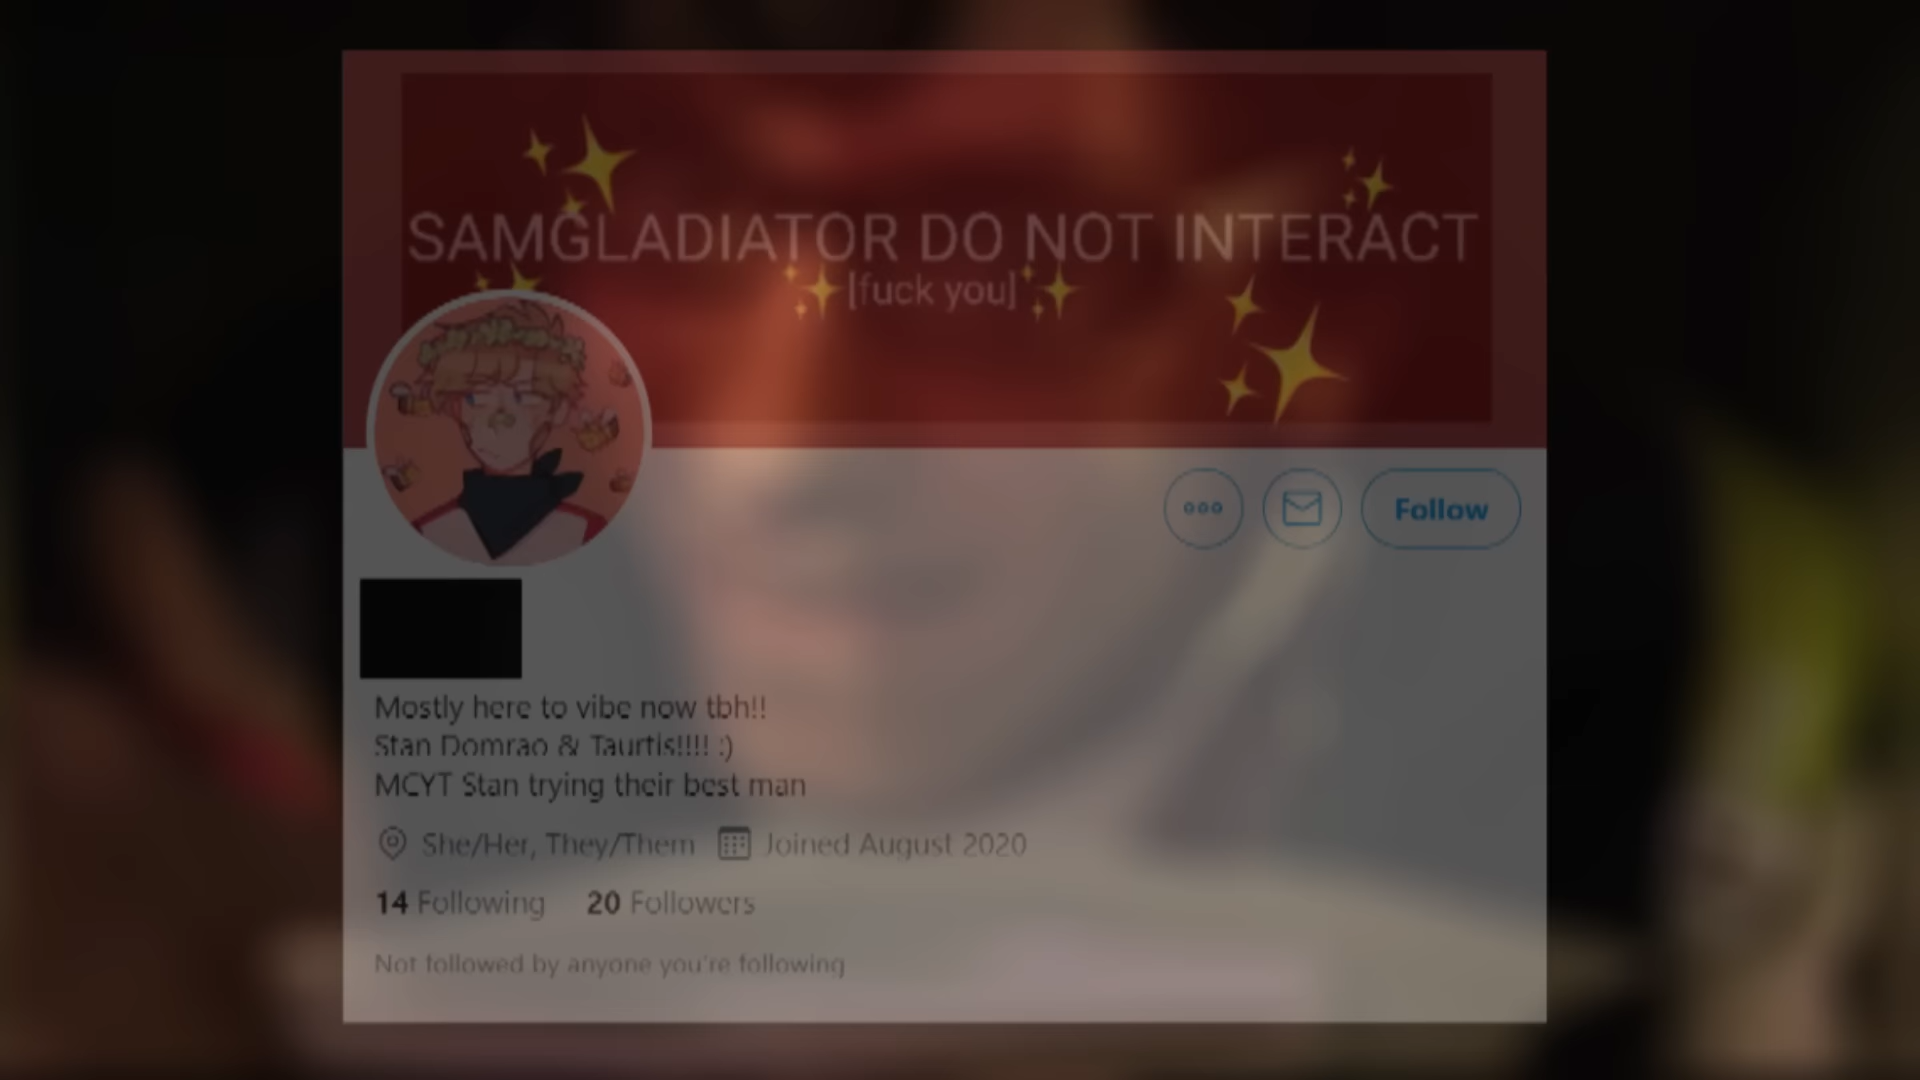 SAMGLADIATOR DO NOT INTERACT
[fuck you]
Follow
Mostly here to vibe now tbh!!
Stan Domrao & Taurtis!!!! :)
MCYT Stan trying their best man
She/Her, They/Them Joined August 2020
14 Following 20 Followers
Not followed by anyone you're following